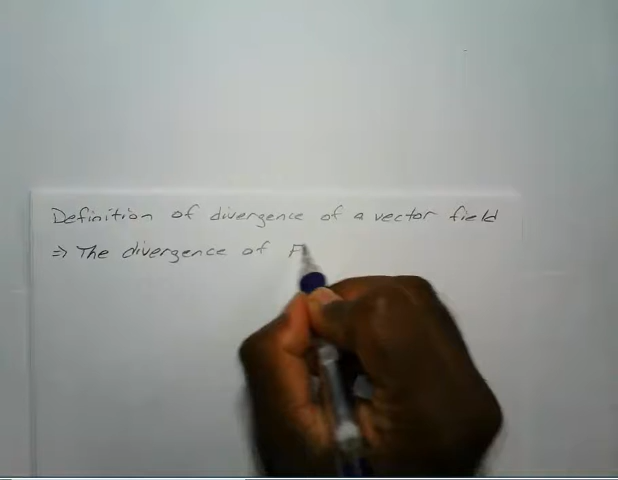 Definition of divergence of a vector field
⇒ The divergence of F